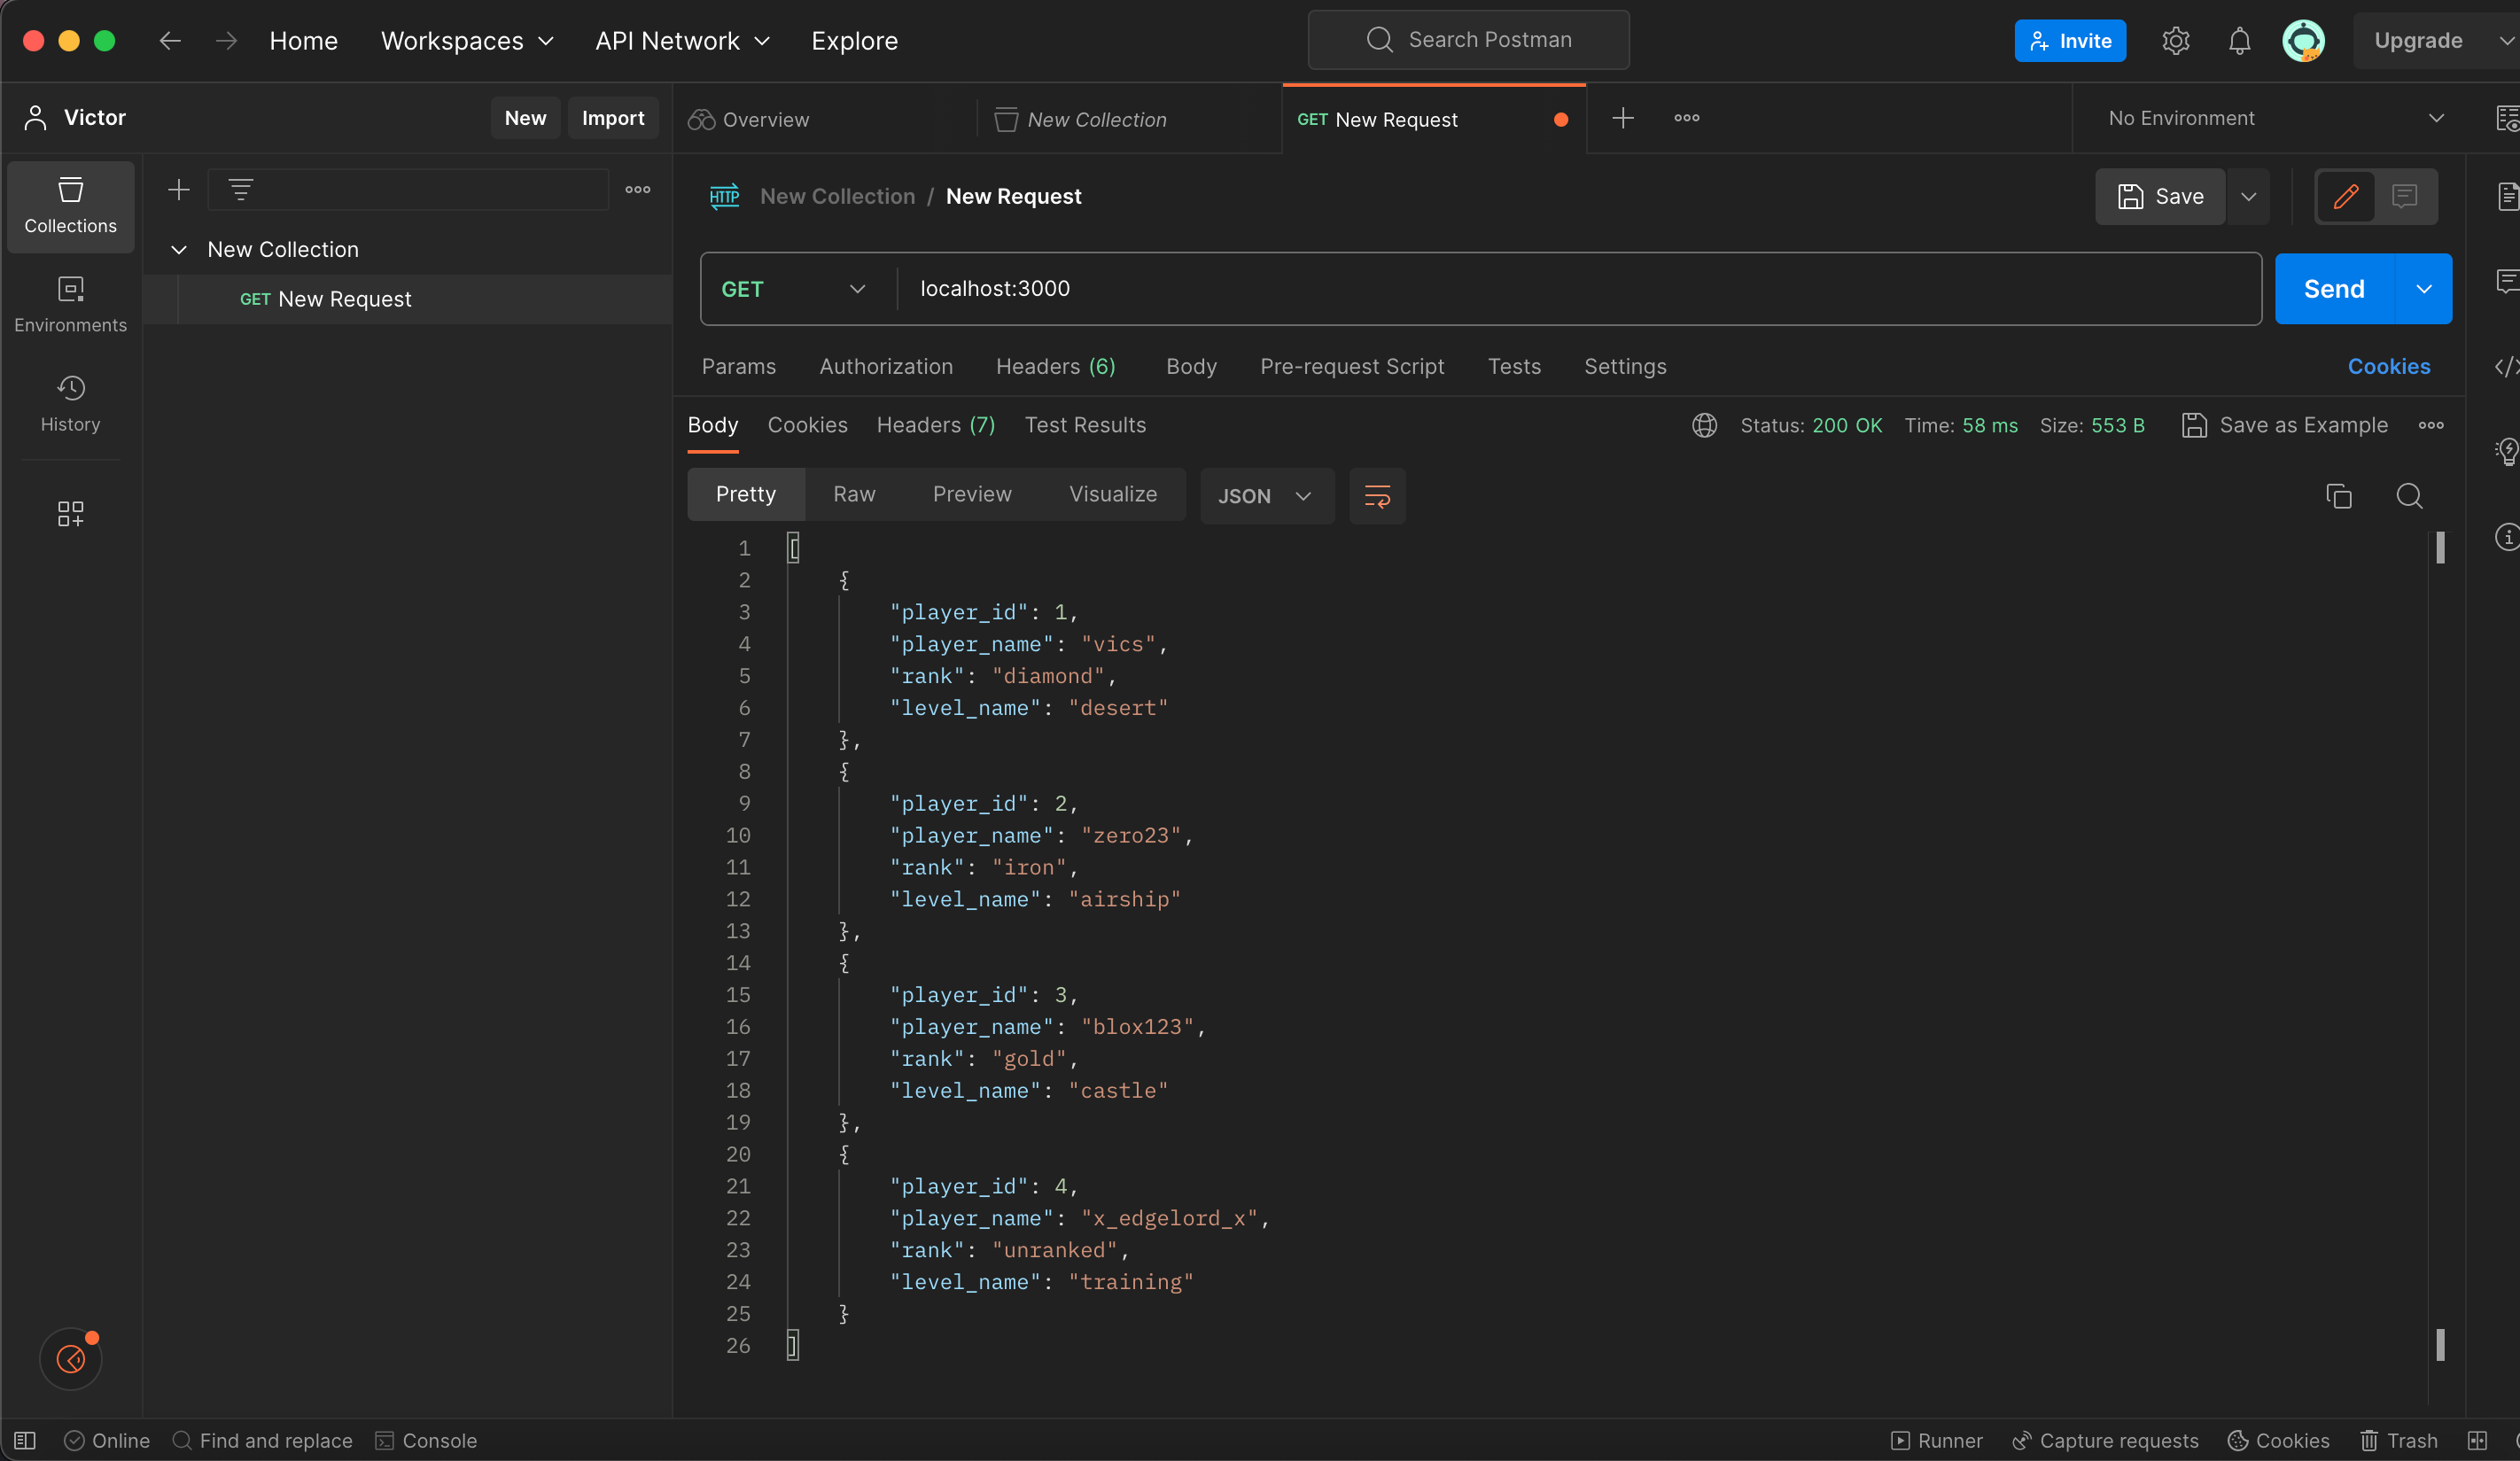 Home Workspaces API Network Explore Search Postman Invite Upgrade
Victor New Import Overview New Collection GET New Request No Environment
Collections
HTTP New Collection / New Request Save
New Collection
GET New Request
GET localhost:3000 Send
Environments
Params Authorization Headers (6) Body Pre-request Script Tests Settings Cookies
History
Body Cookies Headers (7) Test Results Status: 200 OK Time: 58 ms Size: 553 B Save as Example
Pretty Raw Preview Visualize JSON
1 [
2 {
3 "player_id": 1,
4 "player_name": "vics",
5 "rank": "diamond",
6 "level_name": "desert"
7 },
8 {
9 "player_id": 2,
10 "player_name": "zero23",
11 "rank": "iron",
12 "level_name": "airship"
13 },
14 {
15 "player_id": 3,
16 "player_name": "blox123",
17 "rank": "gold",
18 "level_name": "castle"
19 },
20 {
21 "player_id": 4,
22 "player_name": "x_edgelord_x",
23 "rank": "unranked",
24 "level_name": "training"
25 }
26 ]
Online Find and replace Console Runner Capture requests Cookies Trash